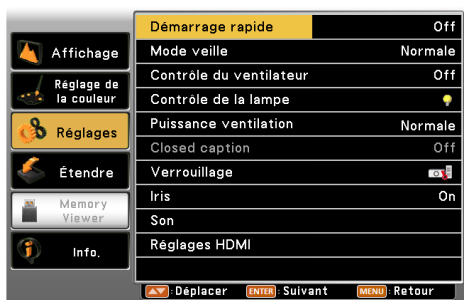 Affichage
Réglage de
la couleur
Réglages
Étendre
Memory
Viewer
Info.
Démarrage rapide Off
Mode veille Normale
Contrôle du ventilateur Off
Contrôle de la lampe
Puissance ventilation Normale
Closed caption Off
Verrouillage
Iris On
Son
Réglages HDMI
:Déplacer ENTER :Suivant MENU :Retour